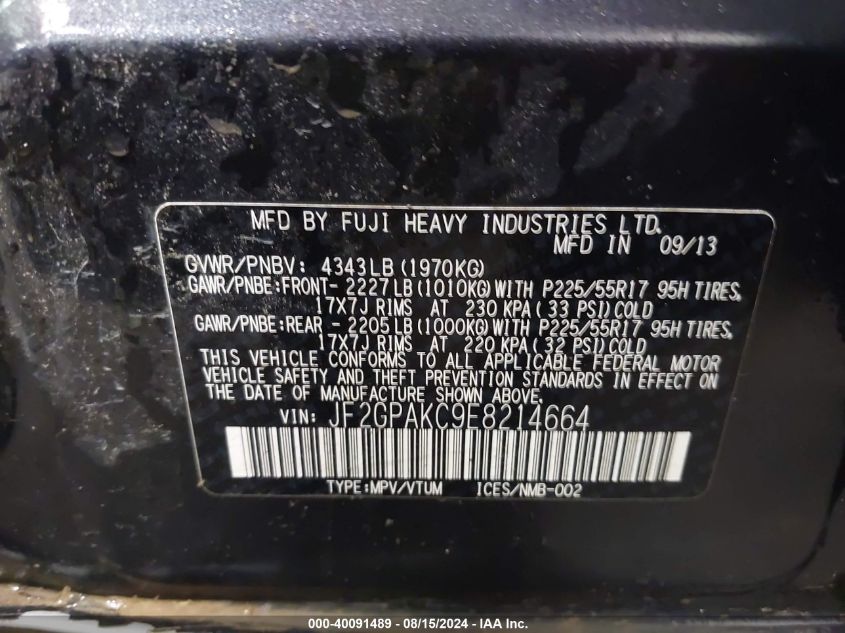 MFD BY FUJI HEAVY INDUSTRIES LTD.
MFD IN 09/13
GVWR/PNBV: 4343LB(1970KG)
GAWR/PNBE:FRONT- 2227LB(1010KG)WITH P225/55R17 95H TIRES,
17X7J RIMS AT 230 KPA(33 PSI)COLD
GAWR/PNBE:REAR - 2205LB(1000KG)WITH P225/55R17 95H TIRES,
17X7J RIMS AT 220 KPA(32 PSI)COLD
THIS VEHICLE CONFORMS TO ALL APPLICABLE FEDERAL MOTOR
VEHICLE SAFETY AND THEFT PREVENTION STANDARDS IN EFFECT ON
THE DATE OF MANUFACTURE SHOWN ABOVE.
VIN: JF2GPAKC9E8214664
TYPE:MPV/VTUM ICES/NMB-002
000-40091489 - 08/15/2024 - IAA Inc.